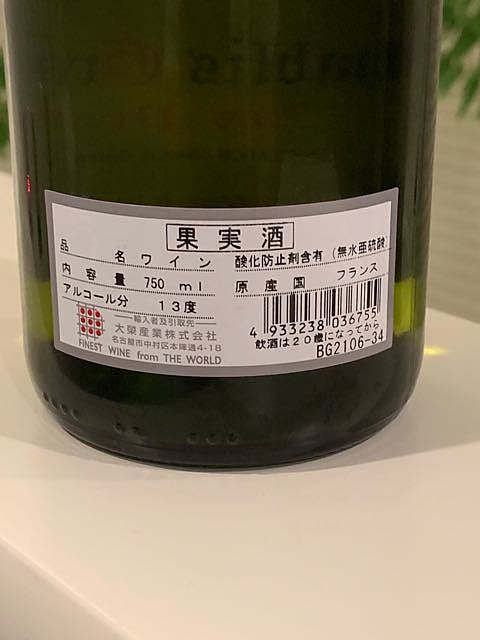 果実酒
品名 ワイン
酸化防止剤含有(無水亜硫酸)
内容量 750 ml
原産国 フランス
アルコール分 13度
輸入者及引取先
大榮産業株式会社
名古屋市中村区本陣通4-18
FINEST WINE from THE WORLD
4 933238 036755
飲酒は20歳になってから
BG2106-34